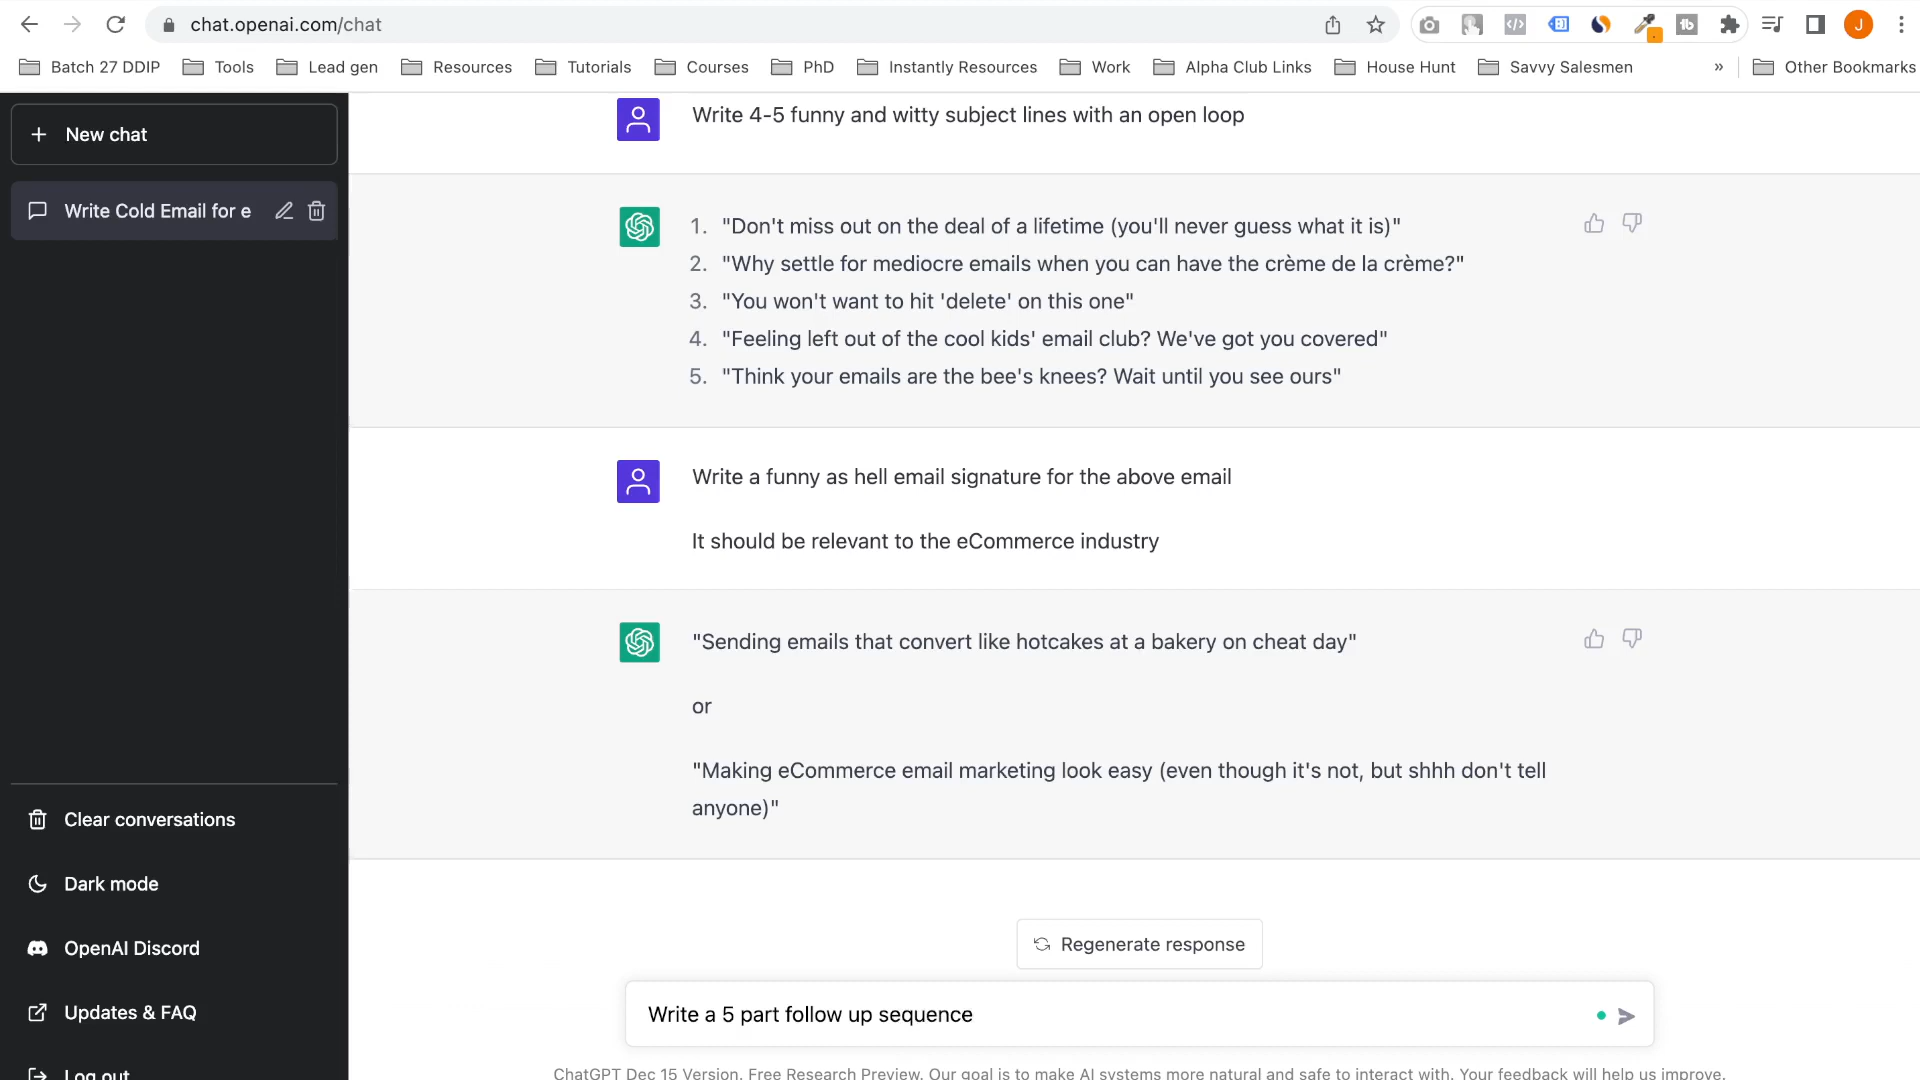 chat.openai.com/chat
J
Batch 27 DDIP
Tools
Lead gen
Resources
Tutorials
Courses
PhD
Instantly Resources
Work
Alpha Club Links
House Hunt
Savvy Salesmen
»
Other Bookmarks
+ New chat
Write Cold Email for e
Write 4-5 funny and witty subject lines with an open loop
1. "Don't miss out on the deal of a lifetime (you'll never guess what it is)"
2. "Why settle for mediocre emails when you can have the crème de la crème?"
3. "You won't want to hit 'delete' on this one"
4. "Feeling left out of the cool kids' email club? We've got you covered"
5. "Think your emails are the bee's knees? Wait until you see ours"
Write a funny as hell email signature for the above email
It should be relevant to the eCommerce industry
"Sending emails that convert like hotcakes at a bakery on cheat day"
or
"Making eCommerce email marketing look easy (even though it's not, but shhh don't tell
anyone)"
Clear conversations
Dark mode
OpenAI Discord
Updates & FAQ
Log out
Regenerate response
Write a 5 part follow up sequence
ChatGPT Dec 15 Version. Free Research Preview. Our goal is to make AI systems more natural and safe to interact with. Your feedback will help us improve.